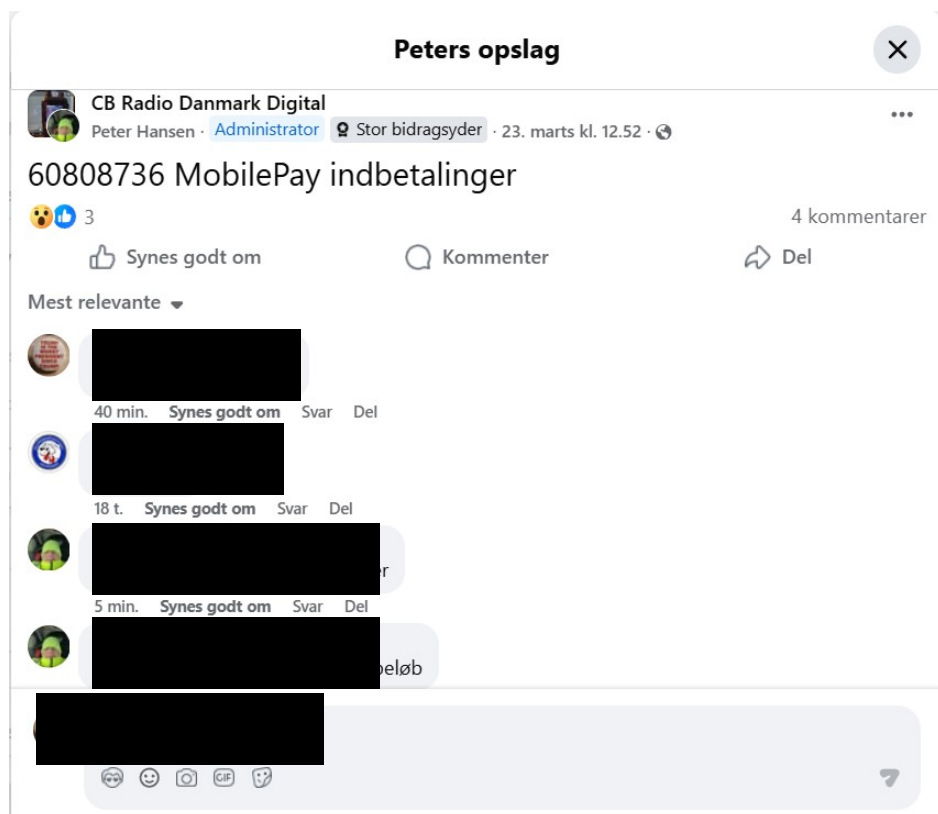 Peters opslag
CB Radio Danmark Digital
Peter Hansen · Administrator Stor bidragsyder · 23. marts kl. 12.52 ·
60808736 MobilePay indbetalinger
3 4 kommentarer
Synes godt om Kommenter Del
Mest relevante
40 min. Synes godt om Svar Del
18 t. Synes godt om Svar Del
5 min. Synes godt om Svar Del
GIF